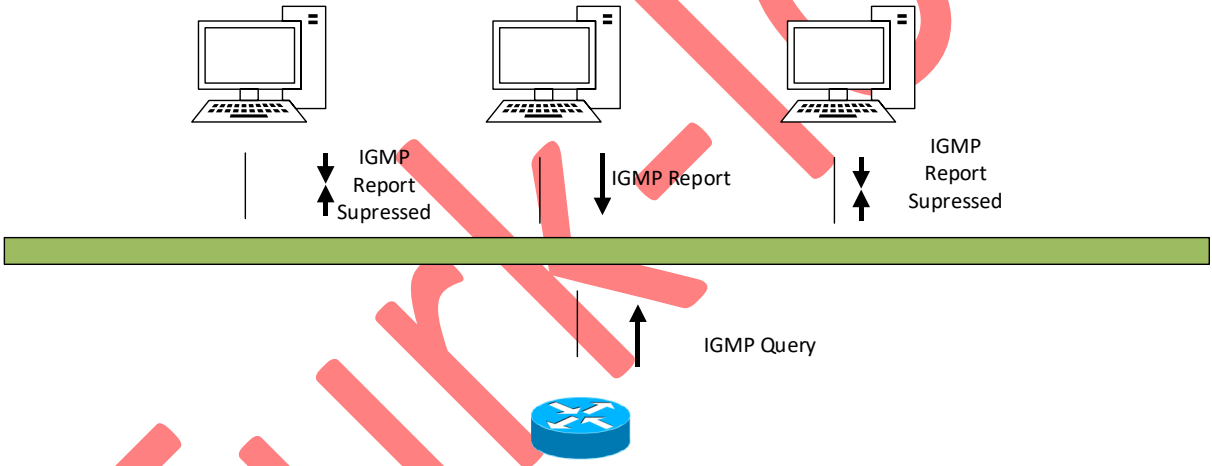 IGMP
Report
Supressed
IGMP Report
IGMP
Report
Supressed
IGMP Query